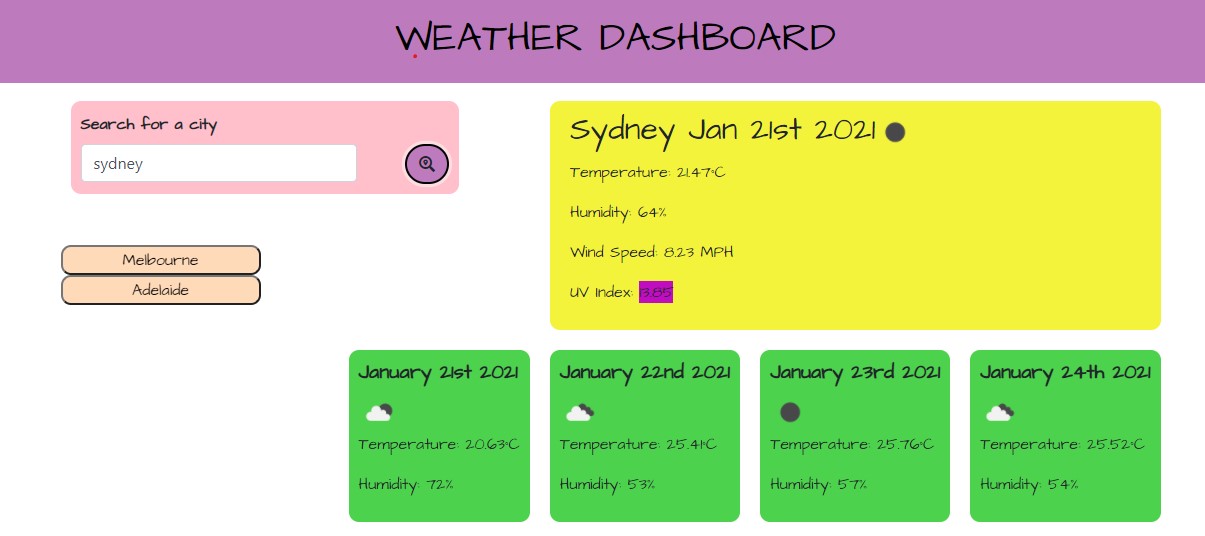 WEATHER DASHBOARD
Search for a city
sydney
Melbourne
Adelaide
Sydney Jan 21st 2021
Temperature: 21.47°C
Humidity: 64%
Wind Speed: 8.23 MPH
UV Index: 13.85
January 21st 2021
Temperature: 20.63°C
Humidity: 72%
January 22nd 2021
Temperature: 25.41°C
Humidity: 53%
January 23rd 2021
Temperature: 25.76°C
Humidity: 57%
January 24th 2021
Temperature: 25.52°C
Humidity: 54%